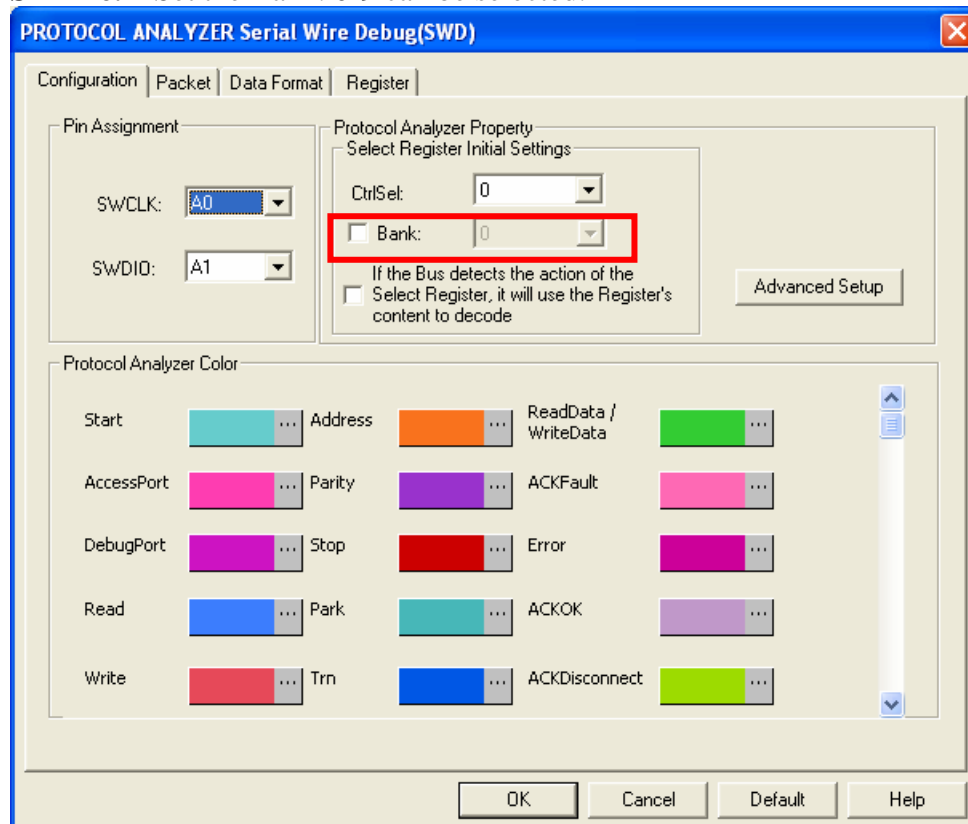 PROTOCOL ANALYZER Serial Wire Debug(SWD)
Configuration Packet Data Format Register
Pin Assignment
SWCLK: A0
SWDIO: A1
Protocol Analyzer Property
Select Register Initial Settings
CtrlSel: 0
Bank: 0
If the Bus detects the action of the
Select Register, it will use the Register's
content to decode
Advanced Setup
Protocol Analyzer Color
Start ... Address ... ReadData /
WriteData ...
AccessPort ... Parity ... ACKFault ...
DebugPort ... Stop ... Error ...
Read ... Park ... ACKOK ...
Write ... Trn ... ACKDisconnect ...
OK Cancel Default Help